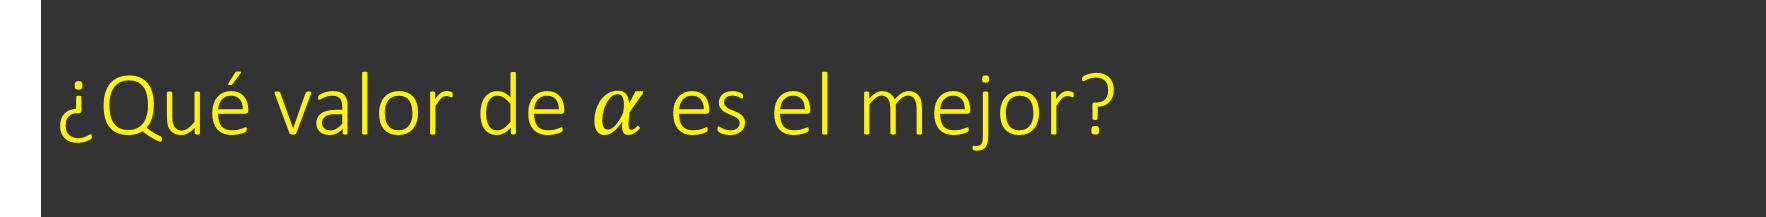 ¿Qué valor de α es el mejor?